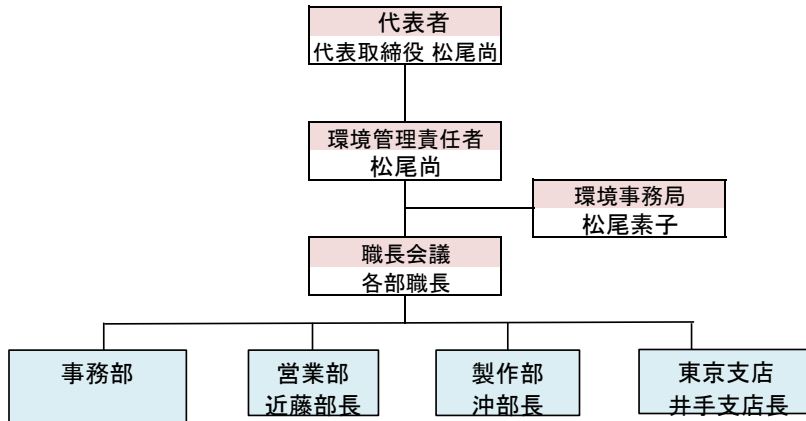 代表者
代表取締役 松尾尚
環境管理責任者
松尾尚
環境事務局
松尾素子
職長会議
各部職長
事務部
営業部
近藤部長
製作部
沖部長
東京支店
井手支店長